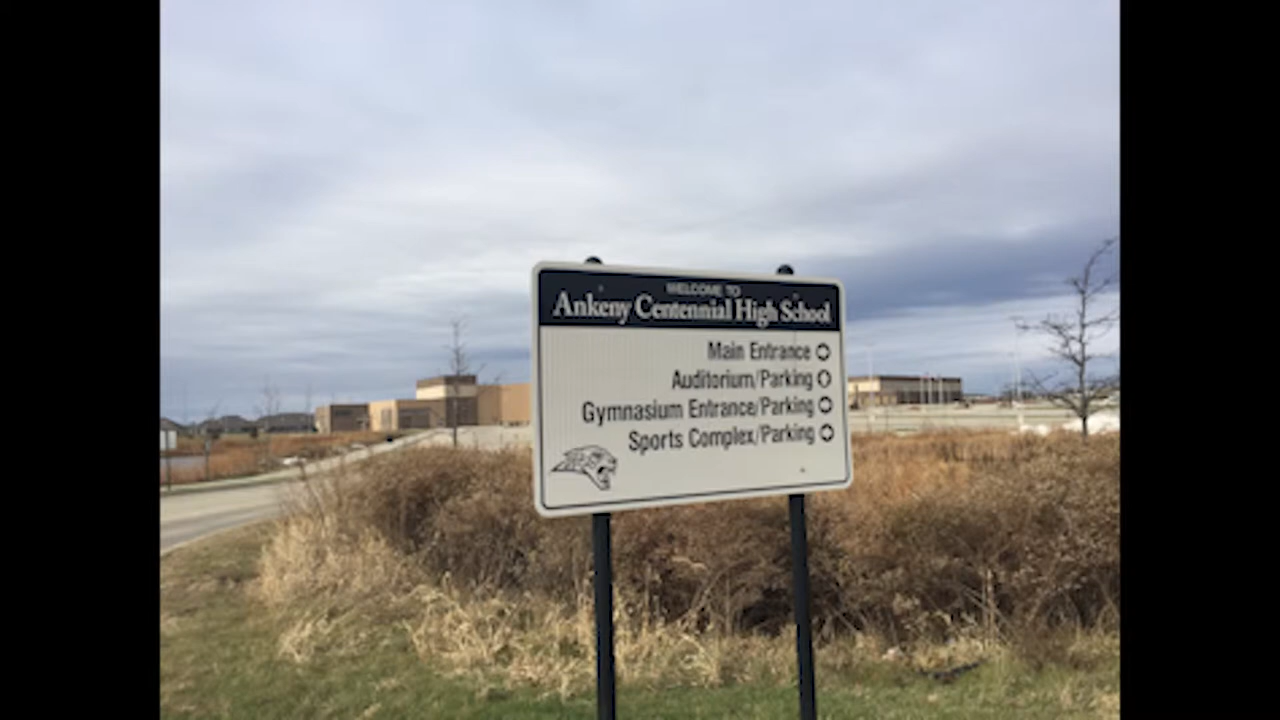 WELCOME TO
Ankeny Centennial High School
Main Entrance
Auditorium/Parking
Gymnasium Entrance/Parking
Sports Complex/Parking